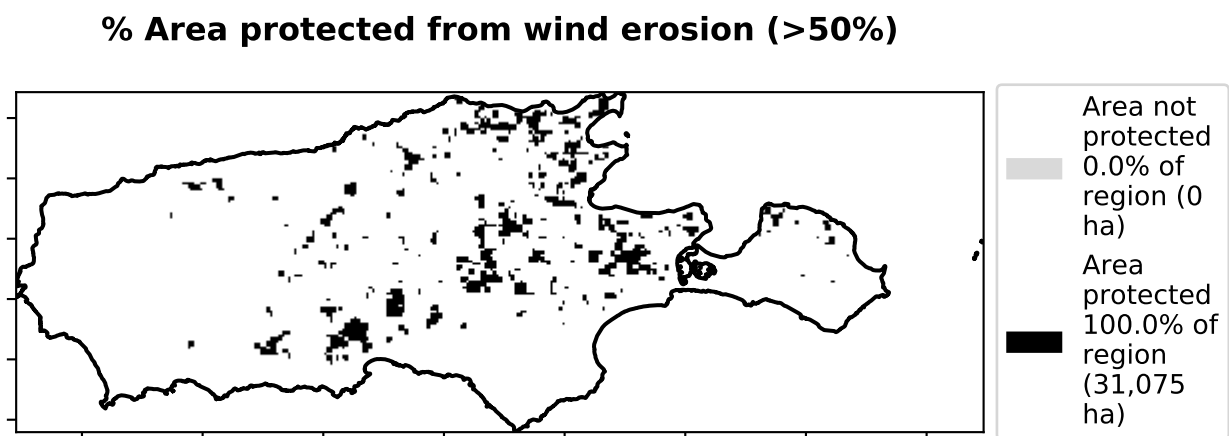 % Area protected from wind erosion (>50%)
Area not
protected
0.0% of
region (0
ha)
Area
protected
100.0% of
region
(31,075
ha)